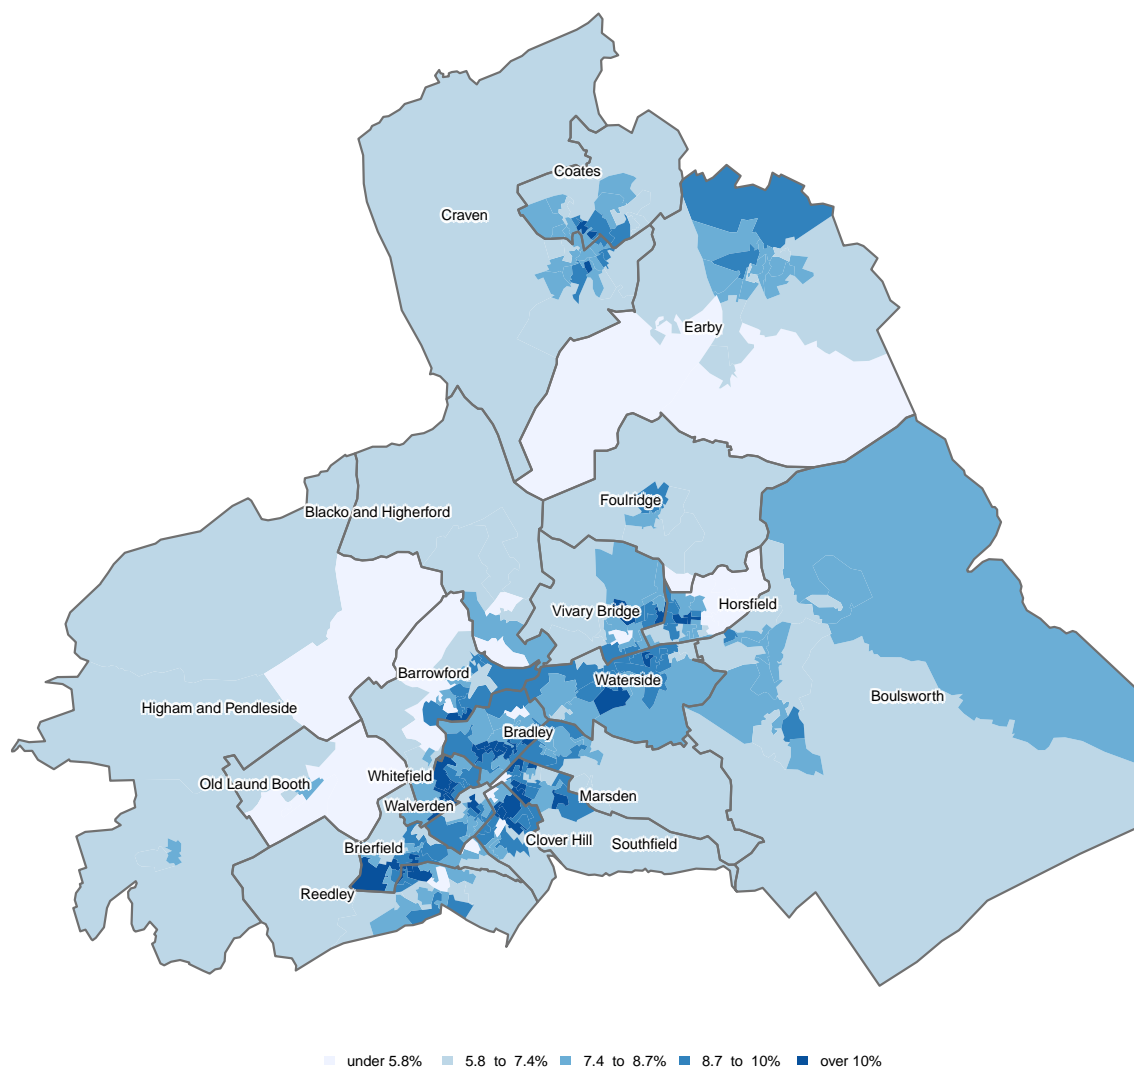 Coates
Craven
Earby
Foulridge
Blacko and Higherford
Vivary Bridge
Horsfield
Barrowford
Waterside
Boulsworth
Higham and Pendleside
Bradley
Whitefield
Old Laund Booth
Marsden
Walverden
Clover Hill
Southfield
Brierfield
Reedley
under 5.8% 5.8 to 7.4% 7.4 to 8.7% 8.7 to 10% over 10%